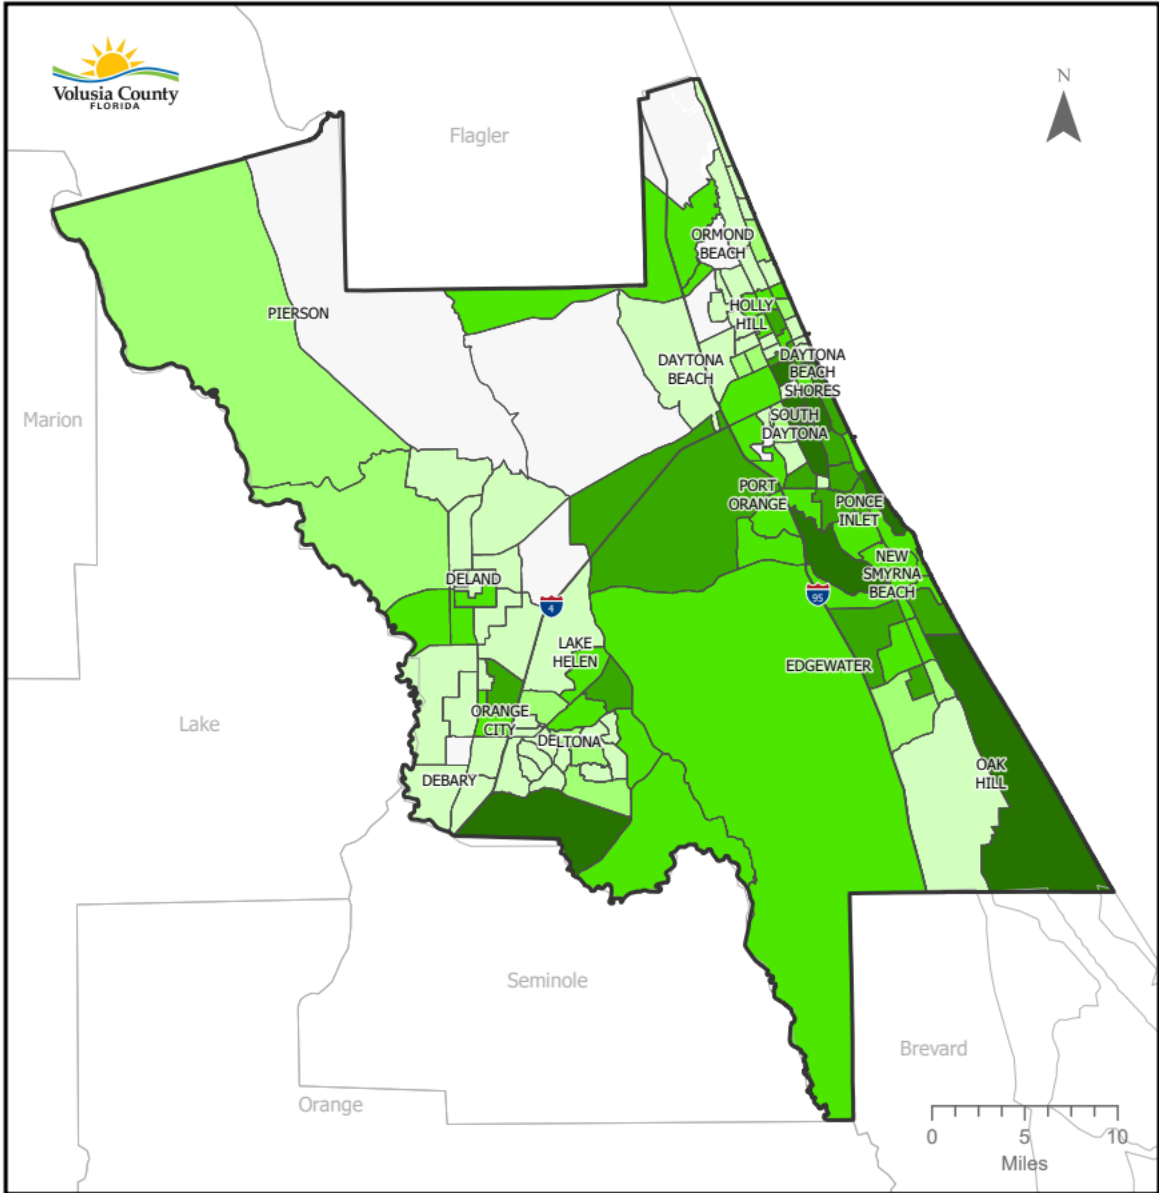 Volusia County
FLORIDA
N
Flagler
ORMOND
BEACH
PIERSON
HOLLY
HILL
DAYTONA
BEACH
DAYTONA
BEACH
SHORES
Marion
SOUTH
DAYTONA
PORT
ORANGE
PONCE
INLET
NEW
SMYRNA
BEACH
DELAND
4
95
LAKE
HELEN
EDGEWATER
Lake
ORANGE
CITY
DELTONA
DEBARY
OAK
HILL
Seminole
Brevard
Orange
0 5 10
Miles